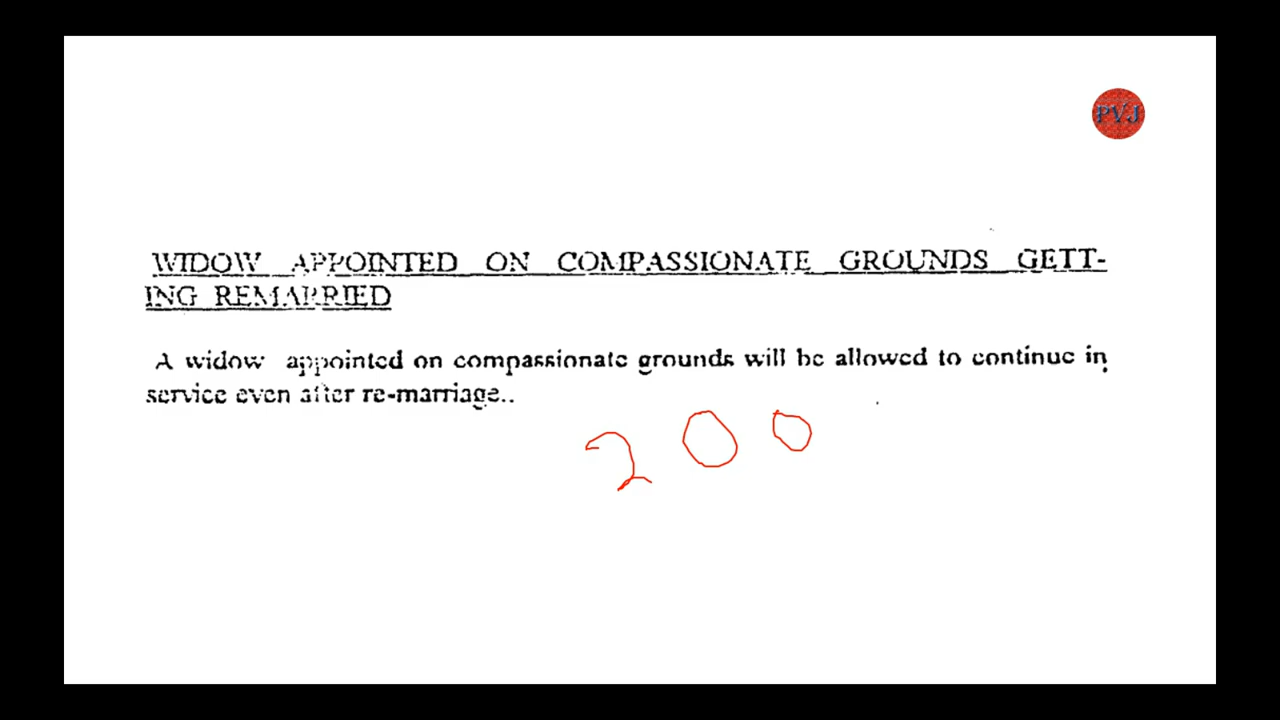 PVJ
WIDOW APPOINTED ON COMPASSIONATE GROUNDS GETT-
ING REMARRIED
A widow appointed on compassionate grounds will be allowed to continue in
service even after re-marriage..
200